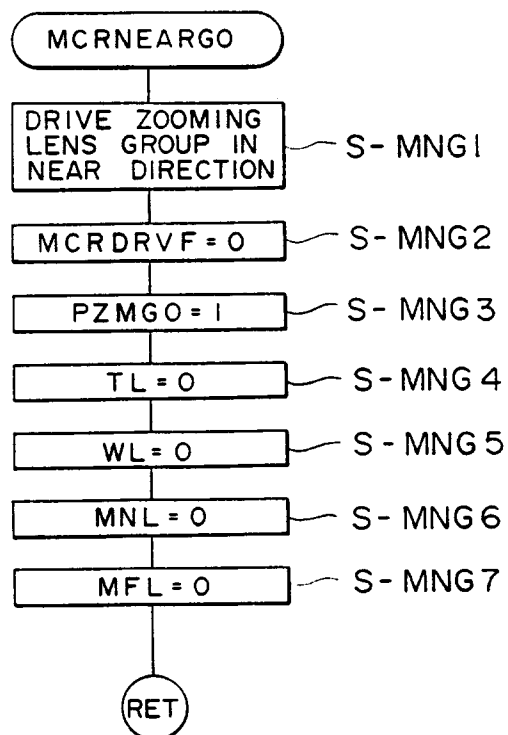 MCRNEARGO
DRIVE ZOOMING
LENS GROUP IN
NEAR DIRECTION
S-MNG1
MCRDRVF=0
S-MNG2
PZMGO=1
S-MNG3
TL=0
S-MNG4
WL=0
S-MNG5
MNL=0
S-MNG6
MFL=0
S-MNG7
RET